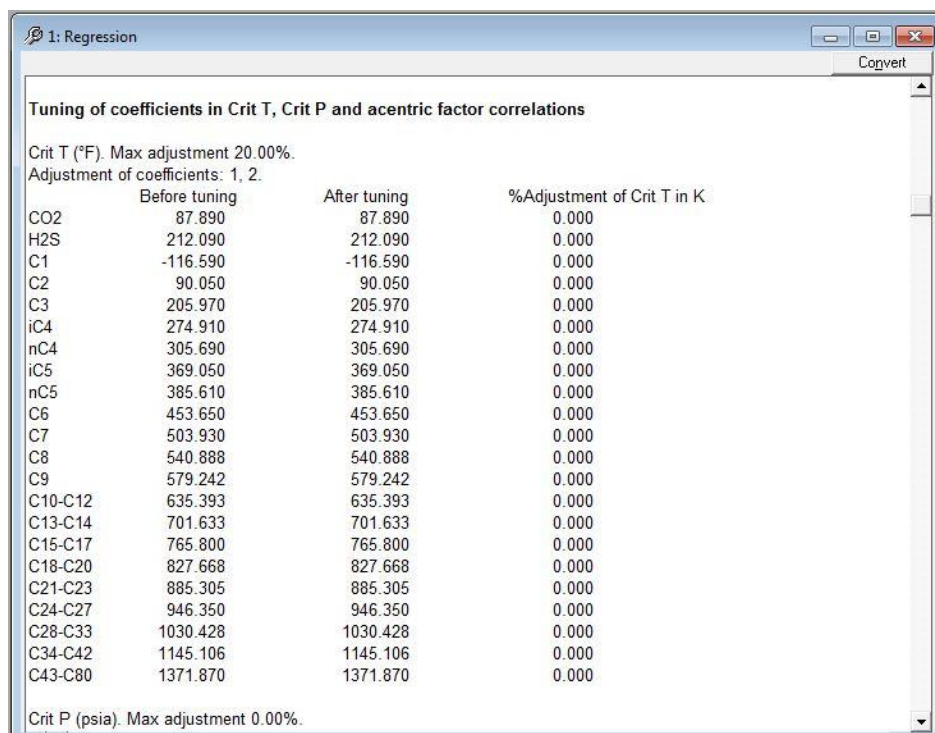 1: Regression
Convert
Tuning of coefficients in Crit T, Crit P and acentric factor correlations
Crit T (°F). Max adjustment 20.00%.
Adjustment of coefficients: 1, 2.
Before tuning After tuning %Adjustment of Crit T in K
CO2 87.890 87.890 0.000
H2S 212.090 212.090 0.000
C1 -116.590 -116.590 0.000
C2 90.050 90.050 0.000
C3 205.970 205.970 0.000
iC4 274.910 274.910 0.000
nC4 305.690 305.690 0.000
iC5 369.050 369.050 0.000
nC5 385.610 385.610 0.000
C6 453.650 453.650 0.000
C7 503.930 503.930 0.000
C8 540.888 540.888 0.000
C9 579.242 579.242 0.000
C10-C12 635.393 635.393 0.000
C13-C14 701.633 701.633 0.000
C15-C17 765.800 765.800 0.000
C18-C20 827.668 827.668 0.000
C21-C23 885.305 885.305 0.000
C24-C27 946.350 946.350 0.000
C28-C33 1030.428 1030.428 0.000
C34-C42 1145.106 1145.106 0.000
C43-C80 1371.870 1371.870 0.000
Crit P (psia). Max adjustment 0.00%.